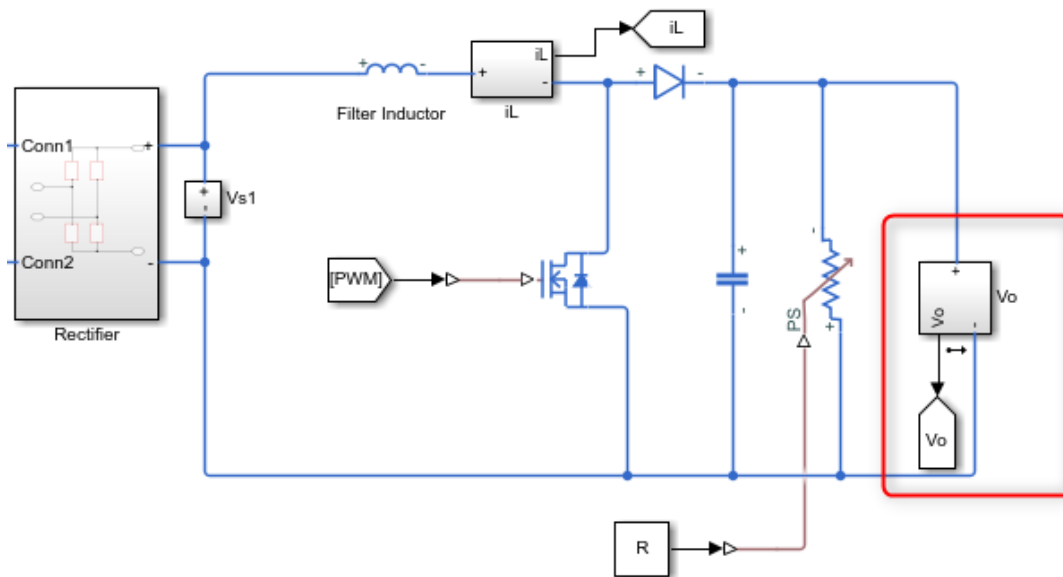 iL
iL
iL
Filter Inductor
Conn1
Conn2
Rectifier
Vs1
[PWM]
PS
Vo
Vo
Vo
R